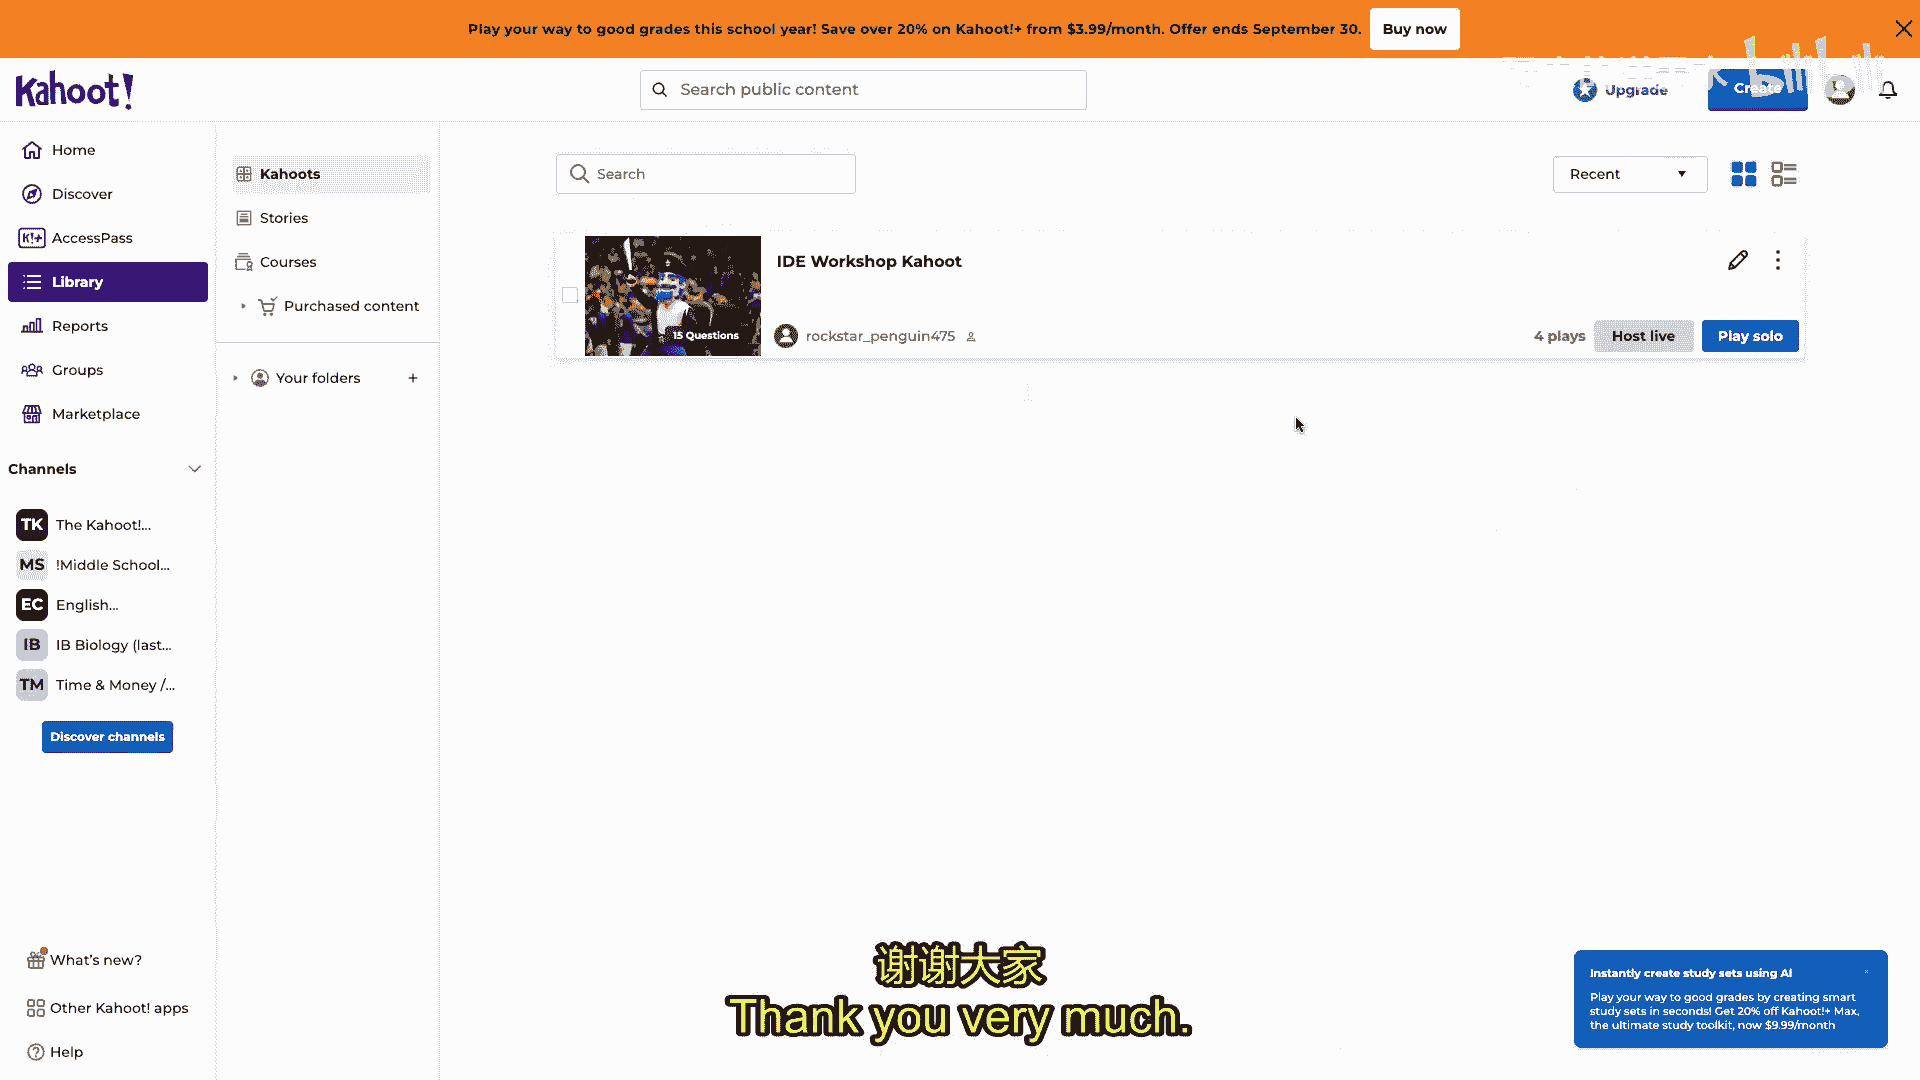 Play your way to good grades this school year! Save over 20% on Kahoot!+ from $3.99/month. Offer ends September 30.
Buy now
Kahoot!
Search public content
Upgrade
Create
bilibili
Home
Discover
K!+ AccessPass
Library
Reports
Groups
Marketplace
Channels
TK The Kahoot!...
MS !Middle School...
EC English...
IB IB Biology (last...
TM Time & Money /...
Discover channels
What's new?
Other Kahoot! apps
Help
Kahoots
Stories
Courses
Purchased content
Your folders
Search
Recent
IDE Workshop Kahoot
15 Questions
rockstar_penguin475
4 plays
Host live
Play solo
谢谢大家
Thank you very much.
Instantly create study sets using AI
Play your way to good grades by creating smart
study sets in seconds! Get 20% off Kahoot!+ Max,
the ultimate study toolkit, now $9.99/month